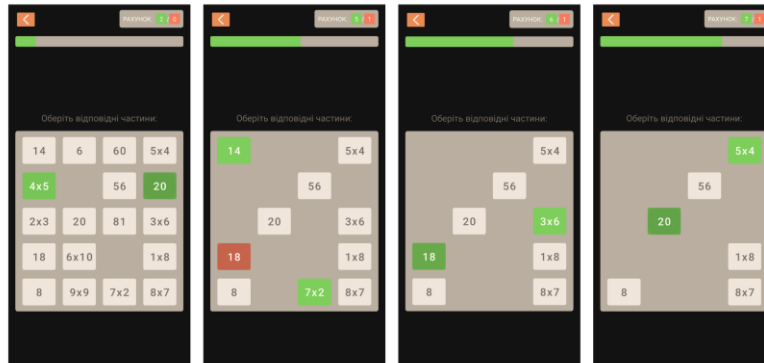 РАХУНОК: 2 / 0
Оберіть відповідні частини:
14 6 60 5x4
4x5 56 20
2x3 20 81 3x6
18 6x10 1x8
8 9x9 7x2 8x7
РАХУНОК: 5 / 1
Оберіть відповідні частини:
14 5x4
56
20 3x6
18 1x8
8 7x2 8x7
РАХУНОК: 6 / 1
Оберіть відповідні частини:
5x4
56
20 3x6
18 1x8
8 8x7
РАХУНОК: 7 / 1
Оберіть відповідні частини:
5x4
56
20
1x8
8 8x7